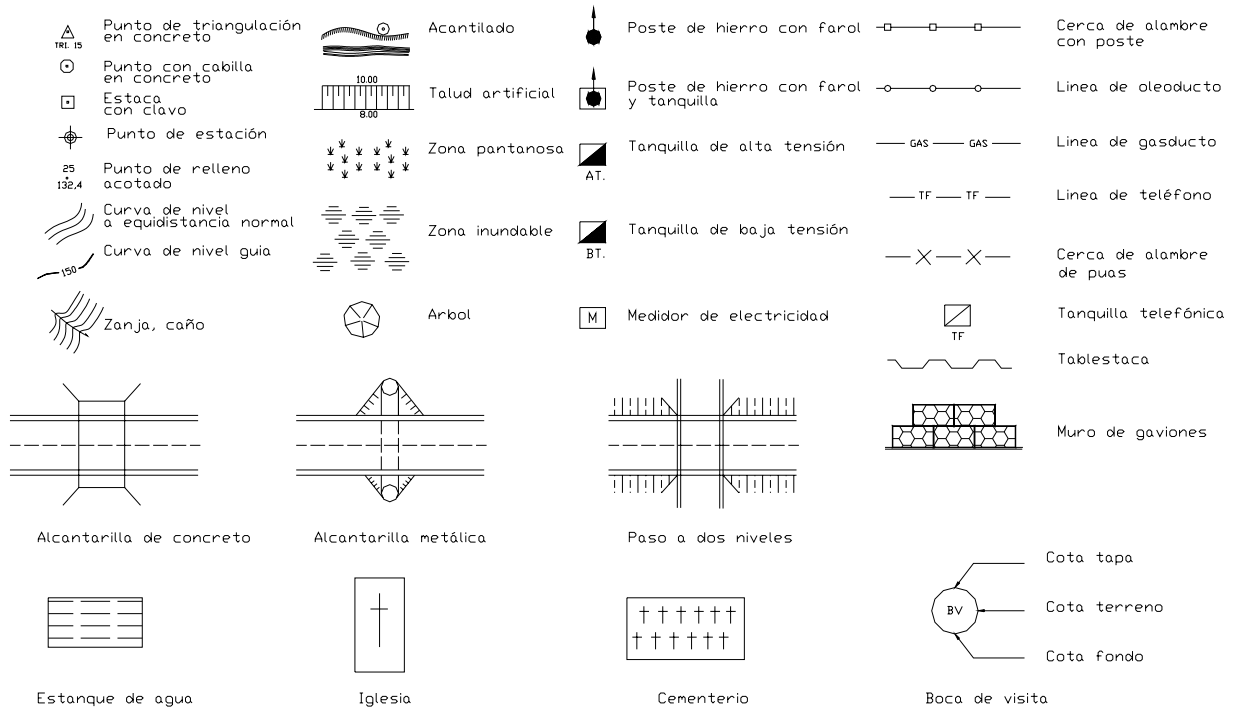 Punto de triangulación
en concreto
TRI. 15
Punto con cabilla
en concreto
Estaca
con clavo
Punto de estación
25
132,4
Punto de relleno
acotado
Curva de nivel
a equidistancia normal
Curva de nivel guia
150
Zanja, caño
Acantilado
10.00
8.00
Talud artificial
Zona pantanosa
Zona inundable
Arbol
Poste de hierro con farol
Poste de hierro con farol
y tanquilla
Tanquilla de alta tensión
AT.
Tanquilla de baja tensión
BT.
M
Medidor de electricidad
Cerca de alambre
con poste
Linea de oleoducto
GAS GAS
Linea de gasducto
TF TF
Linea de teléfono
Cerca de alambre
de puas
Tanquilla telefónica
TF
Tablestaca
Muro de gaviones
Alcantarilla de concreto
Alcantarilla metálica
Paso a dos niveles
Cota tapa
BV
Cota terreno
Cota fondo
Estanque de agua
Iglesia
Cementerio
Boca de visita